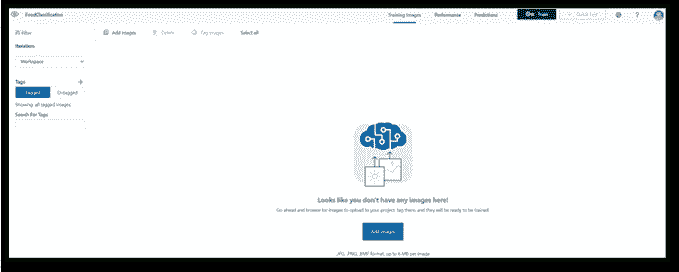 FoodClassification
Training Images Performance Predictions Train Quick Test ?
Filter
Add images Delete Tag images Select all
Iteration
Workspace
Tags +
Tagged Untagged
Showing all tagged images
Search For Tags
Looks like you don't have any images here!
Go ahead and browse for images to upload to your project, tag them, and they will be ready to be trained
Add images
JPG, PNG, BMP format, up to 6 MB per image